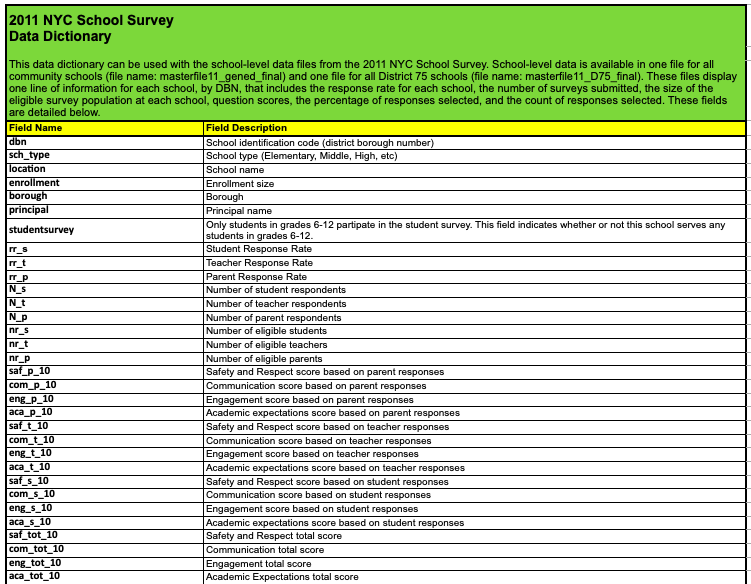 2011 NYC School Survey
Data Dictionary
This data dictionary can be used with the school-level data files from the 2011 NYC School Survey. School-level data is available in one file for all
community schools (file name: masterfile11_gened_final) and one file for all District 75 schools (file name: masterfile11_D75_final). These files display
one line of information for each school, by DBN, that includes the response rate for each school, the number of surveys submitted, the size of the
eligible survey population at each school, question scores, the percentage of responses selected, and the count of responses selected. These fields
are detailed below.
Field Name Field Description
dbn School identification code (district borough number)
sch_type School type (Elementary, Middle, High, etc)
location School name
enrollment Enrollment size
borough Borough
principal Principal name
studentsurvey Only students in grades 6-12 partipate in the student survey. This field indicates whether or not this school serves any
students in grades 6-12.
rr_s Student Response Rate
rr_t Teacher Response Rate
rr_p Parent Response Rate
N_s Number of student respondents
N_t Number of teacher respondents
N_p Number of parent respondents
nr_s Number of eligible students
nr_t Number of eligible teachers
nr_p Number of eligible parents
saf_p_10 Safety and Respect score based on parent responses
com_p_10 Communication score based on parent responses
eng_p_10 Engagement score based on parent responses
aca_p_10 Academic expectations score based on parent responses
saf_t_10 Safety and Respect score based on teacher responses
com_t_10 Communication score based on teacher responses
eng_t_10 Engagement score based on teacher responses
aca_t_10 Academic expectations score based on teacher responses
saf_s_10 Safety and Respect score based on student responses
com_s_10 Communication score based on student responses
eng_s_10 Engagement score based on student responses
aca_s_10 Academic expectations score based on student responses
saf_tot_10 Safety and Respect total score
com_tot_10 Communication total score
eng_tot_10 Engagement total score
aca_tot_10 Academic Expectations total score